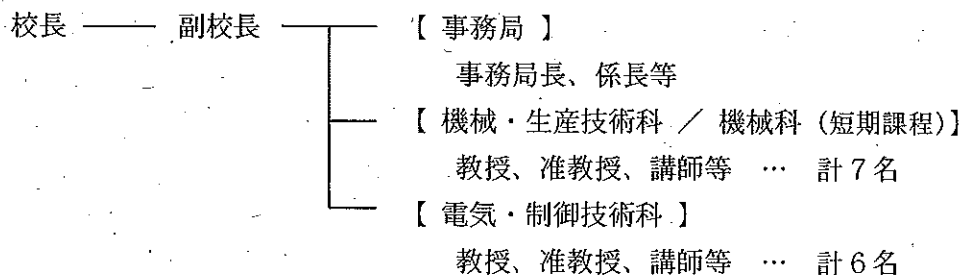 校長 ─── 副校長 ─── 【 事務局 】
事務局長、係長等
【 機械・生産技術科 ／ 機械科（短期課程）】
教授、准教授、講師等 … 計７名
【 電気・制御技術科 】
教授、准教授、講師等 … 計６名